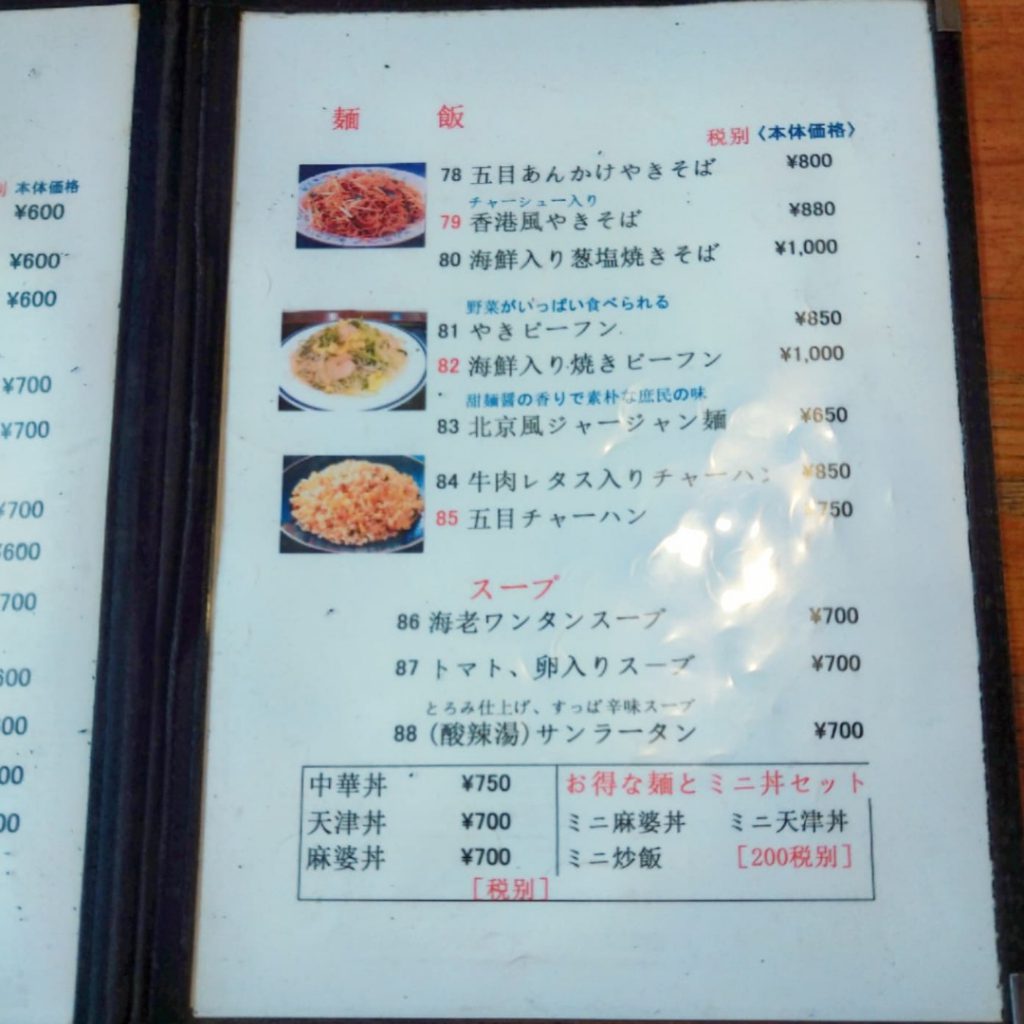 別 本体価格
¥600
¥600
¥600
¥700
¥700
¥700
¥600
700
600
麺 飯
税別〈本体価格〉
78 五目あんかけやきそば ¥800
チャーシュー入り
79 香港風やきそば ¥880
80 海鮮入り葱塩焼きそば ¥1,000
野菜がいっぱい食べられる
81 やきビーフン ¥850
82 海鮮入り焼きビーフン ¥1,000
甜麺醤の香りで素朴な庶民の味
83 北京風ジャージャン麺 ¥650
84 牛肉レタス入りチャーハン ¥850
85 五目チャーハン ¥750
スープ
86 海老ワンタンスープ ¥700
87 トマト、卵入りスープ ¥700
とろみ仕上げ、すっぱ辛味スープ
88 (酸辣湯)サンラータン ¥700
中華丼 ¥750
天津丼 ¥700
麻婆丼 ¥700
[税別]
お得な麺とミニ丼セット
ミニ麻婆丼 ミニ天津丼
ミニ炒飯 [200税別]